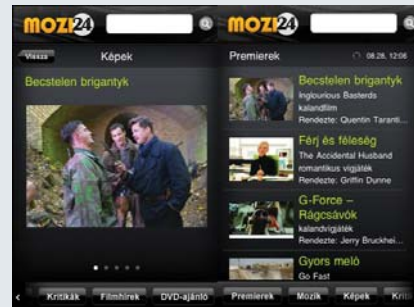 MOZI24
Vissza
Képek
Becstelen brigantyk
Kritikák
Filmhírek
DVD-ajánló
MOZI24
Premierek
08.28, 12:06
Becstelen brigantyk
Inglourious Basterds
kalandfilm
Rendezte: Quentin Taranti...
Férj és feleség
The Accidental Husband
romantikus vígjáték
Rendezte: Griffin Dunne
G-Force –
Rágcsávók
kalandvígjáték
Rendezte: Jerry Bruckhei...
Gyors meló
Go Fast
Premierek
Mozik
Képek
Kriti